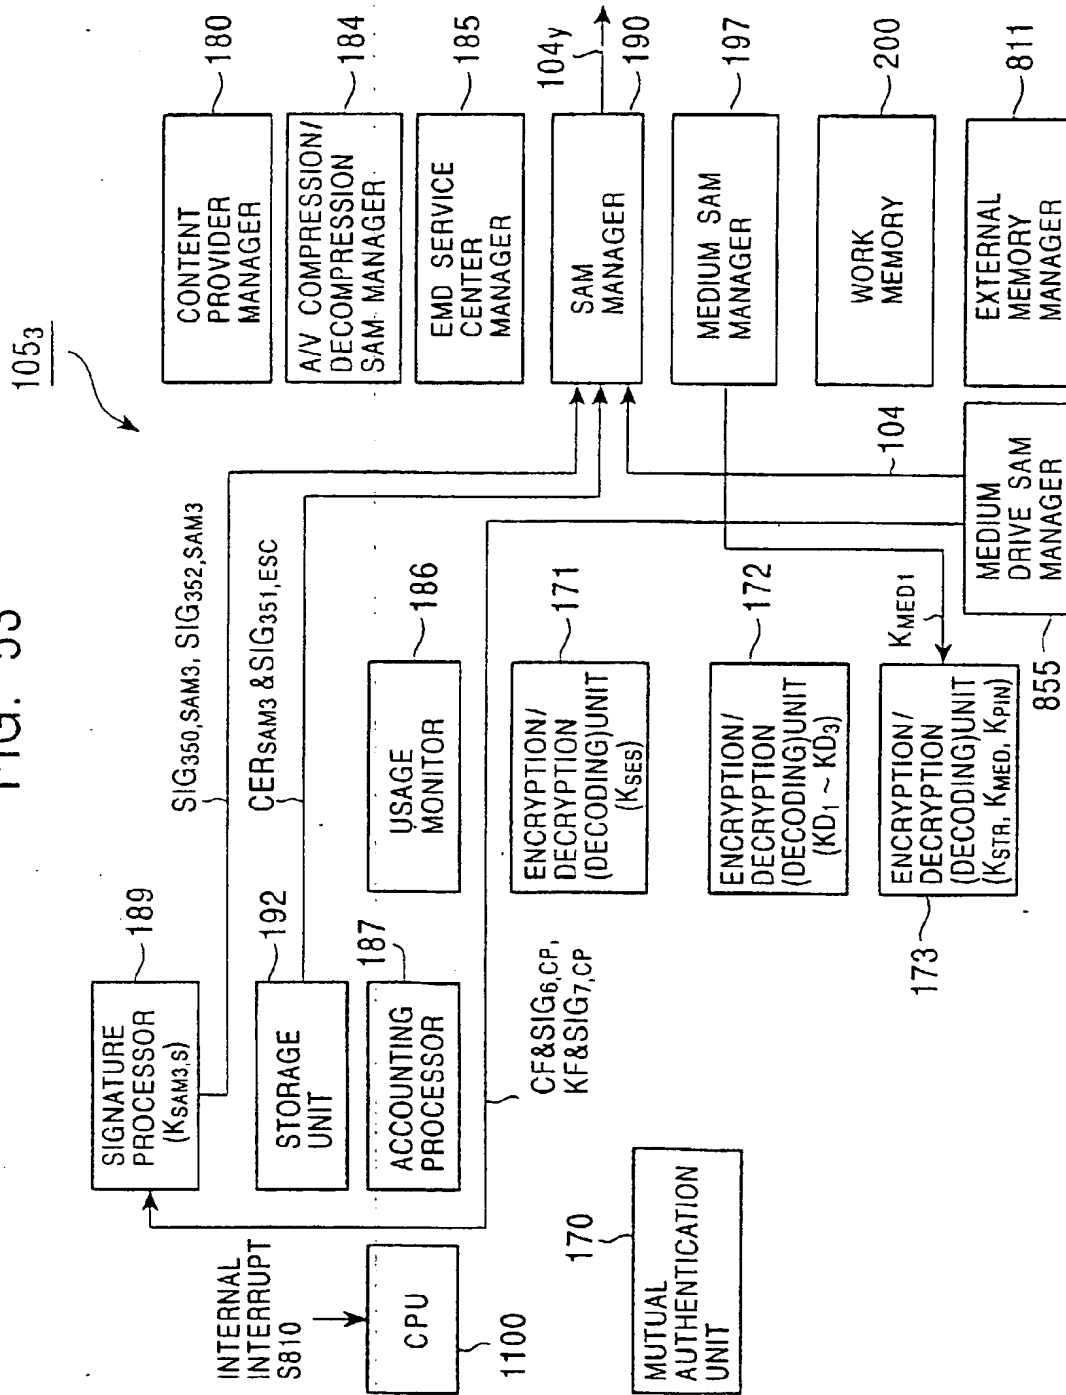 FIG. 53
105₃
INTERNAL
INTERRUPT
S810
CPU
1100
SIGNATURE
PROCESSOR
(KSAM3,S)
189
STORAGE
UNIT
192
ACCOUNTING
PROCESSOR
187
MUTUAL
AUTHENTICATION
UNIT
170
SIG350,SAM3, SIG352,SAM3
CERSAM3 &SIG351,ESC
CF&SIG6,CP,
KF&SIG7,CP
USAGE
MONITOR
186
ENCRYPTION/
DECRYPTION
(DECODING)UNIT
(KSES)
171
ENCRYPTION/
DECRYPTION
(DECODING)UNIT
(KD1 ~ KD3)
172
ENCRYPTION/
DECRYPTION
(DECODING)UNIT
(KSTR, KMED, KPIN)
173
KMED1
MEDIUM
DRIVE SAM
MANAGER
855
104
CONTENT
PROVIDER
MANAGER
180
A/V COMPRESSION/
DECOMPRESSION
SAM MANAGER
184
EMD SERVICE
CENTER
MANAGER
185
SAM
MANAGER
190
104y
MEDIUM SAM
MANAGER
197
WORK
MEMORY
200
EXTERNAL
MEMORY
MANAGER
811